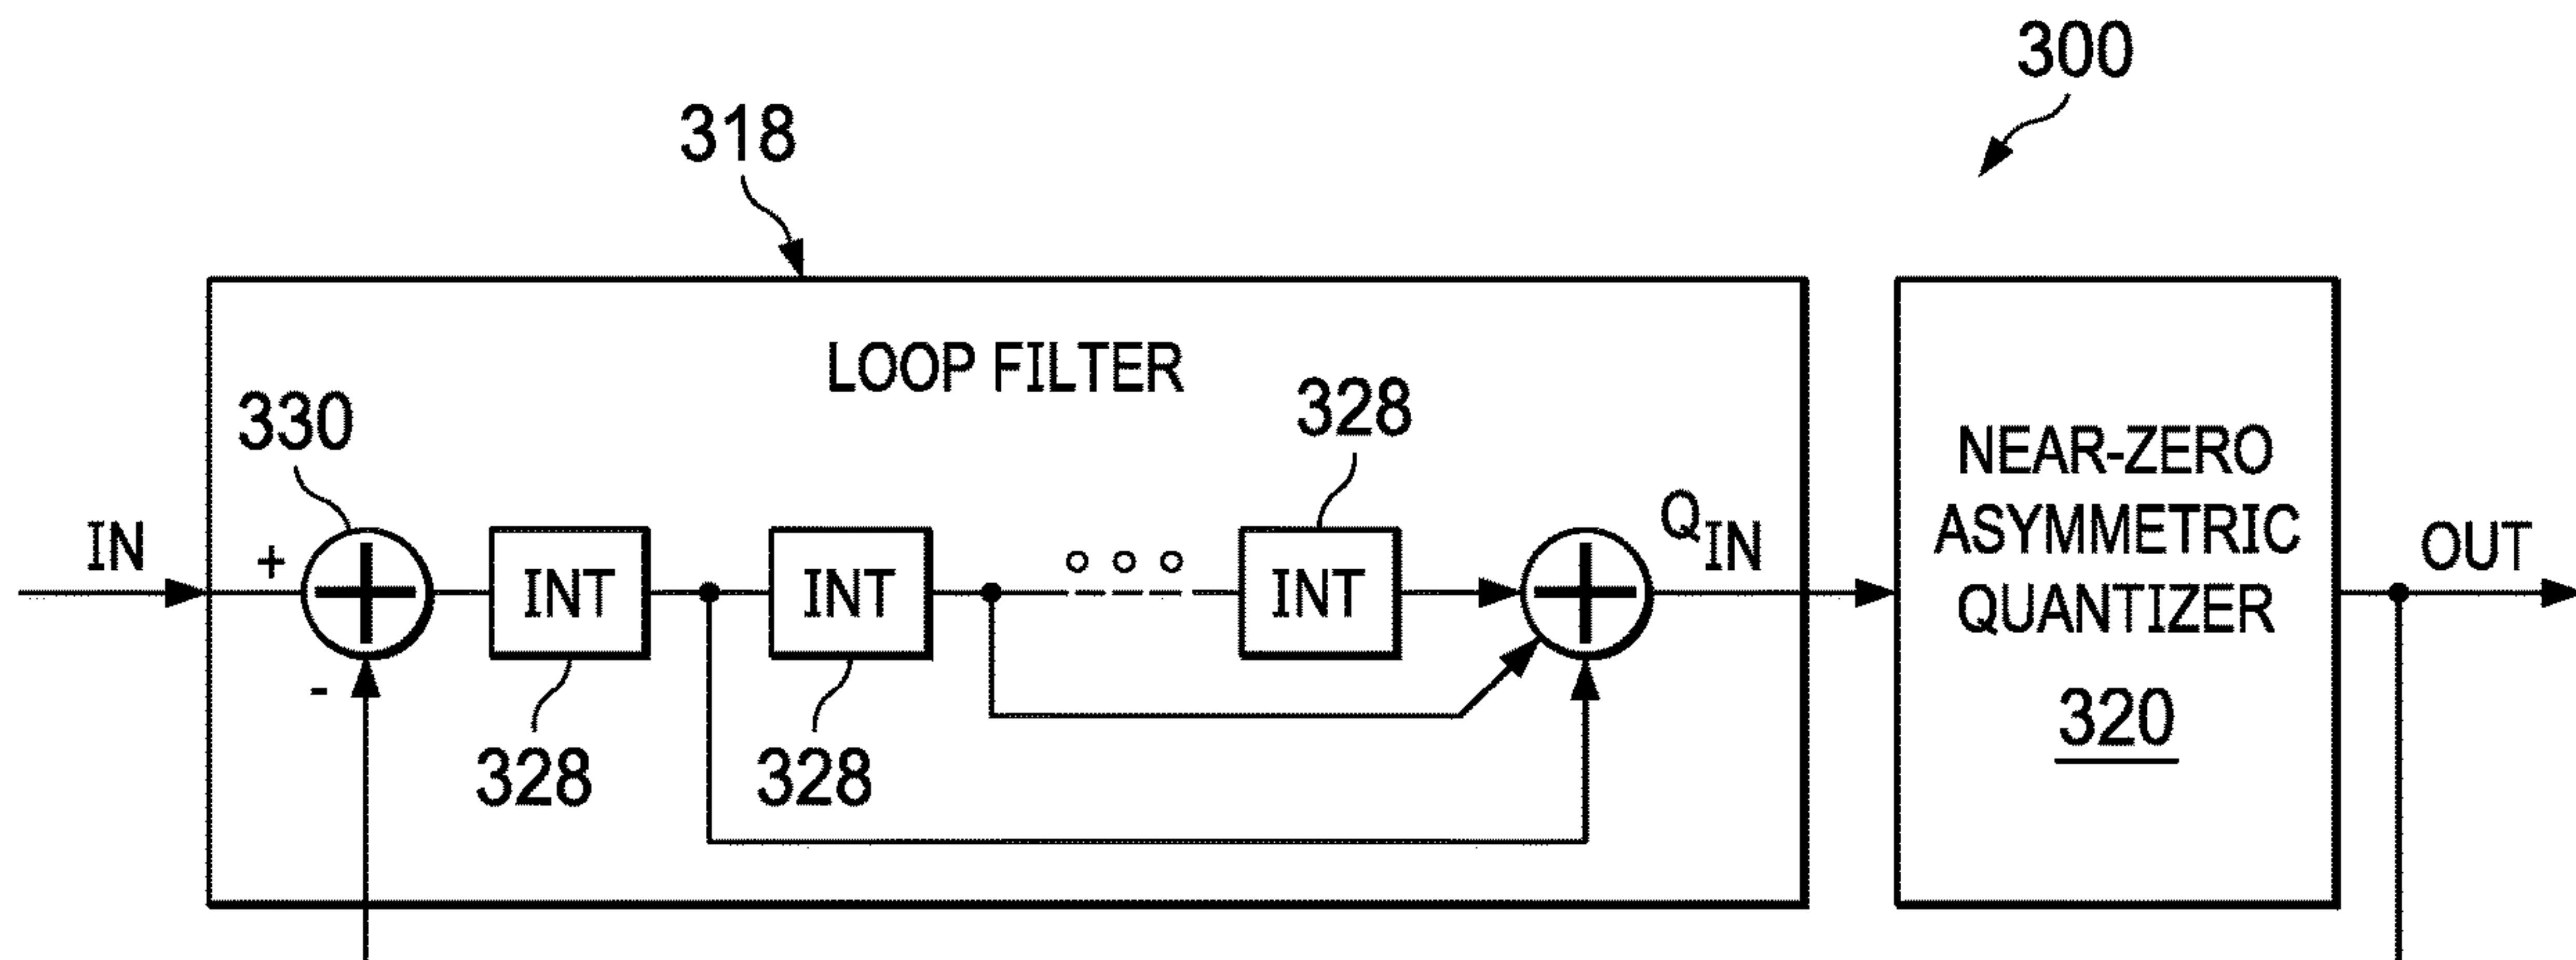 300
318
LOOP FILTER
330
328
IN
+
INT
INT
INT
QIN
NEAR-ZERO
ASYMMETRIC
QUANTIZER
320
OUT
-
328
328